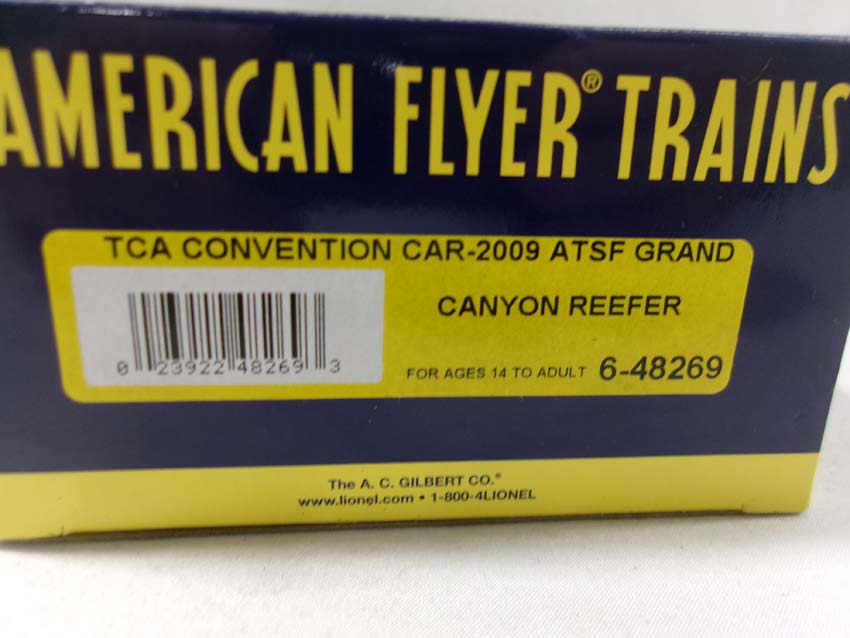 AMERICAN FLYER® TRAINS
TCA CONVENTION CAR-2009 ATSF GRAND
CANYON REEFER
0 23922 48269 3
FOR AGES 14 TO ADULT 6-48269
The A. C. GILBERT CO.®
www.lionel.com • 1-800-4LIONEL